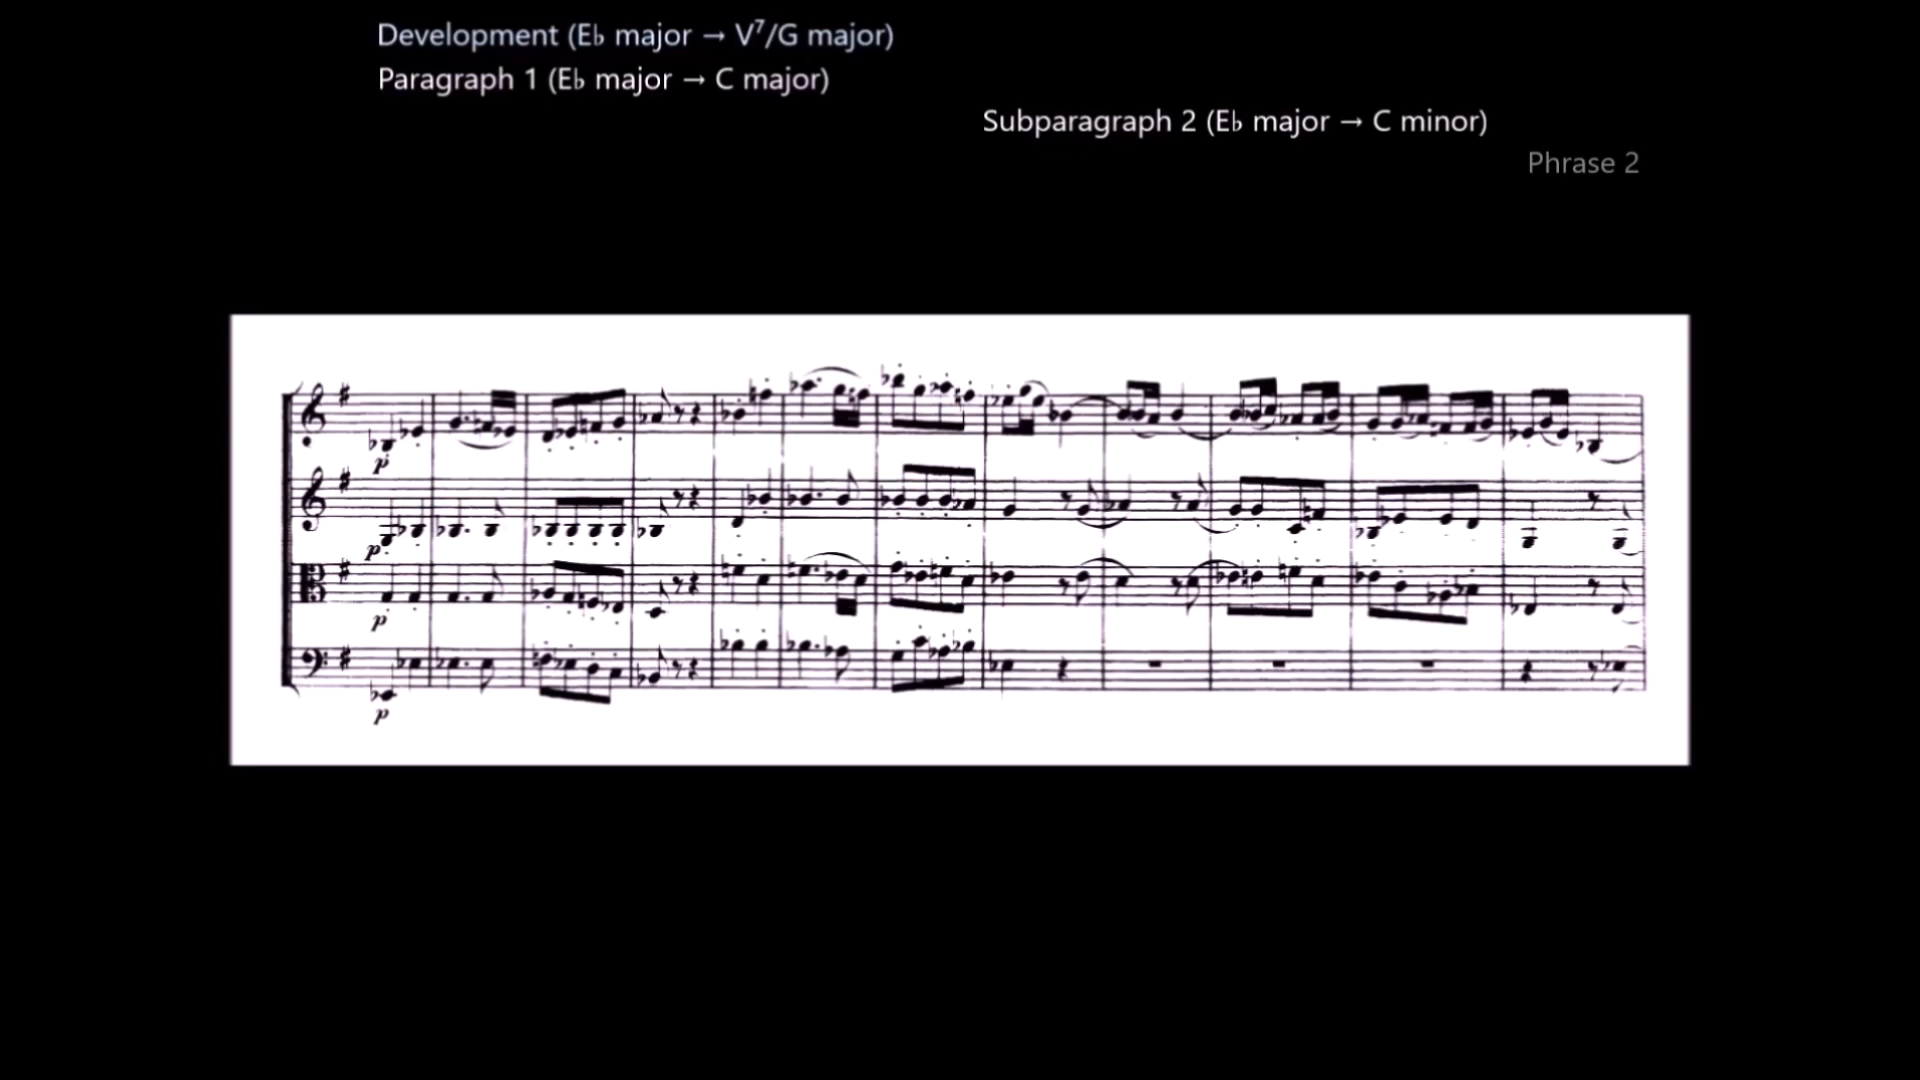 Development (E♭ major → V⁷/G major)
Paragraph 1 (E♭ major → C major)
Subparagraph 2 (E♭ major → C minor)
Phrase 2
p
p
p
p